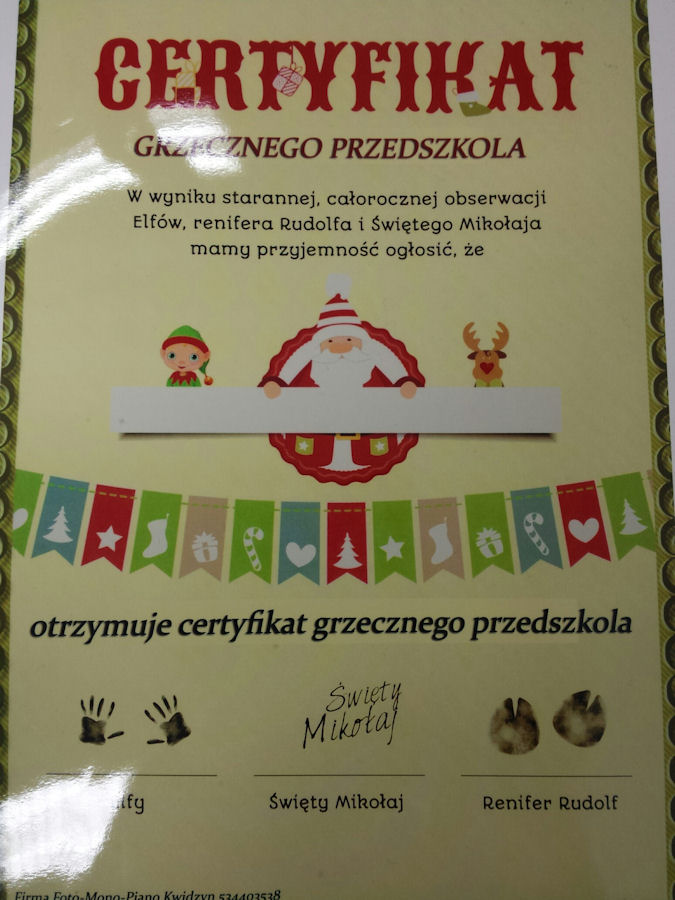 CERTYFIKAT
GRZECZNEGO PRZEDSZKOLA
W wyniku starannej, całorocznej obserwacji
Elfów, renifera Rudolfa i Świętego Mikołaja
mamy przyjemność ogłosić, że
otrzymuje certyfikat grzecznego przedszkola
Święty
Mikołaj
Elfy Święty Mikołaj Renifer Rudolf
Firma Foto-Mono-Piano Kwidzyn 534403538